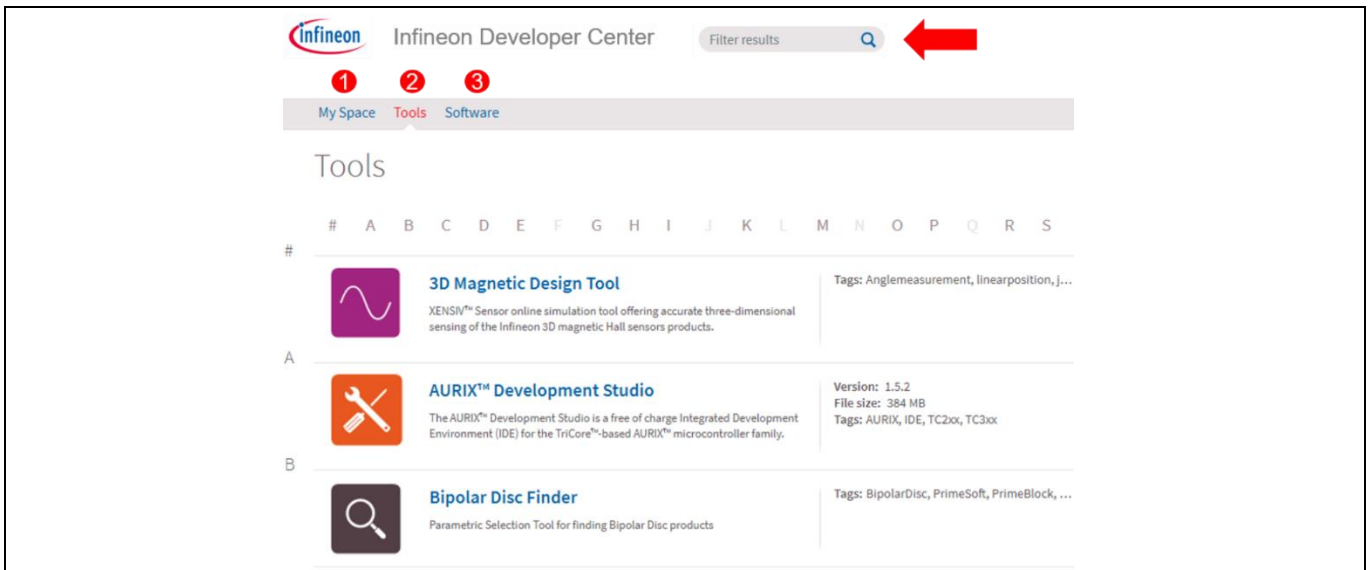 infineon
Infineon Developer Center
Filter results
1 2 3
My Space Tools Software
Tools
# A B C D E F G H I J K L M N O P Q R S
#
3D Magnetic Design Tool
XENSIV™ Sensor online simulation tool offering accurate three-dimensional
sensing of the Infineon 3D magnetic Hall sensors products.
Tags: Anglemeasurement, linearposition, j...
A
AURIX™ Development Studio
The AURIX™ Development Studio is a free of charge Integrated Development
Environment (IDE) for the TriCore™-based AURIX™ microcontroller family.
Version: 1.5.2
File size: 384 MB
Tags: AURIX, IDE, TC2xx, TC3xx
B
Bipolar Disc Finder
Parametric Selection Tool for finding Bipolar Disc products
Tags: BipolarDisc, PrimeSoft, PrimeBlock, ...